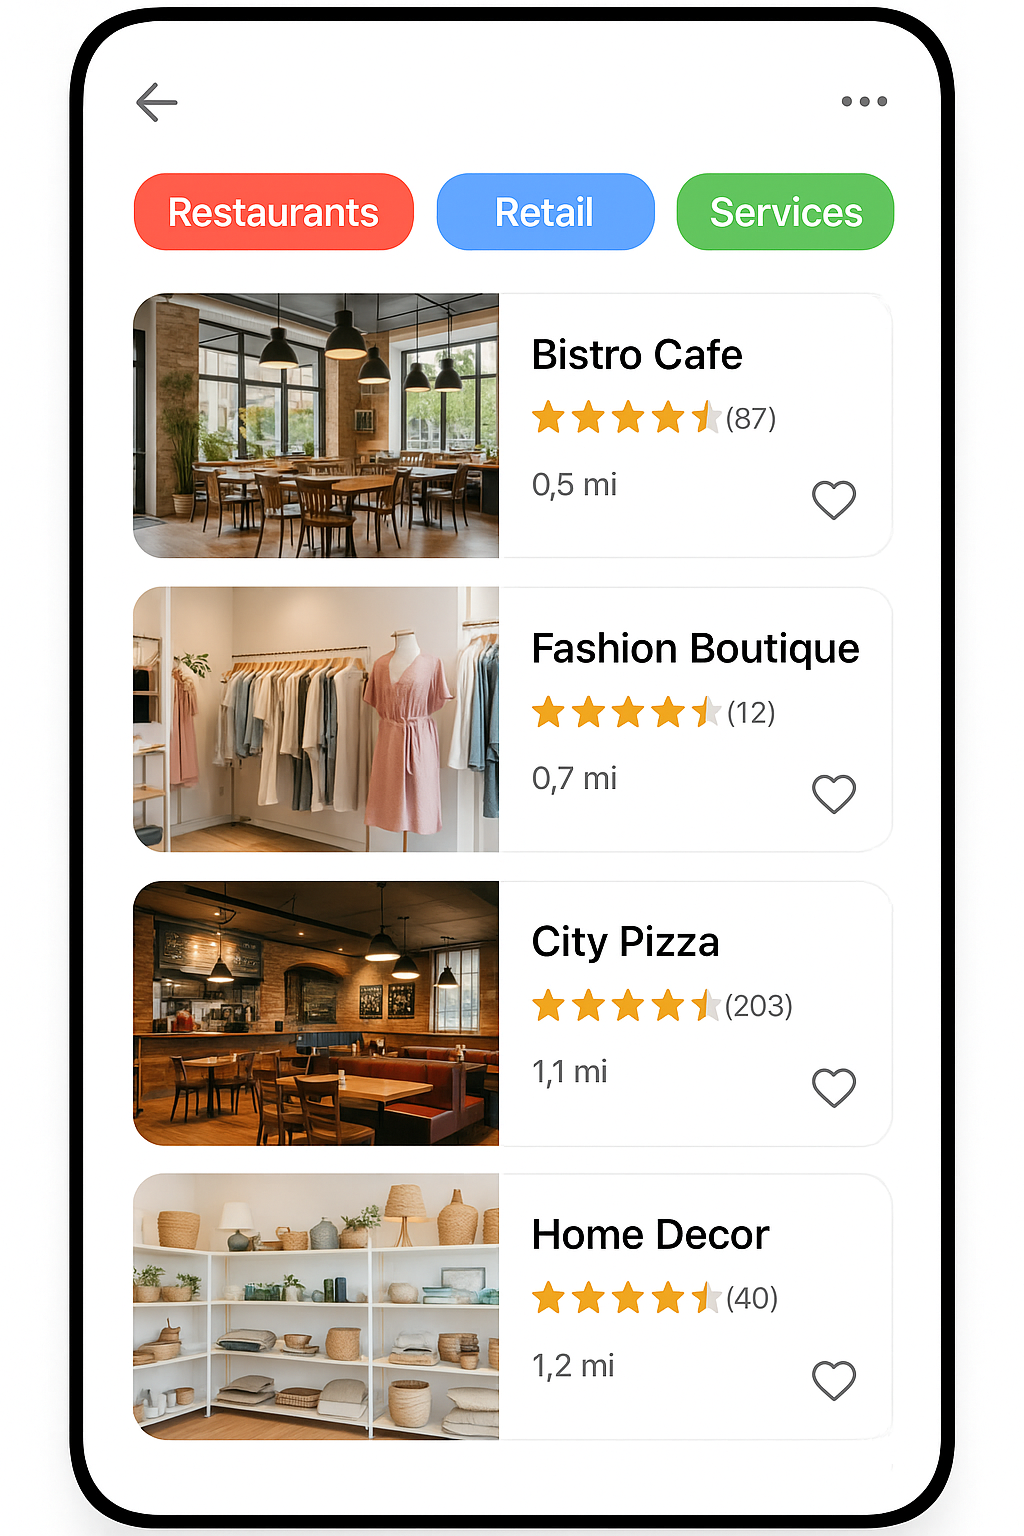 Restaurants Retail Services
Bistro Cafe
(87)
0,5 mi
Fashion Boutique
(12)
0,7 mi
City Pizza
(203)
1,1 mi
Home Decor
(40)
1,2 mi